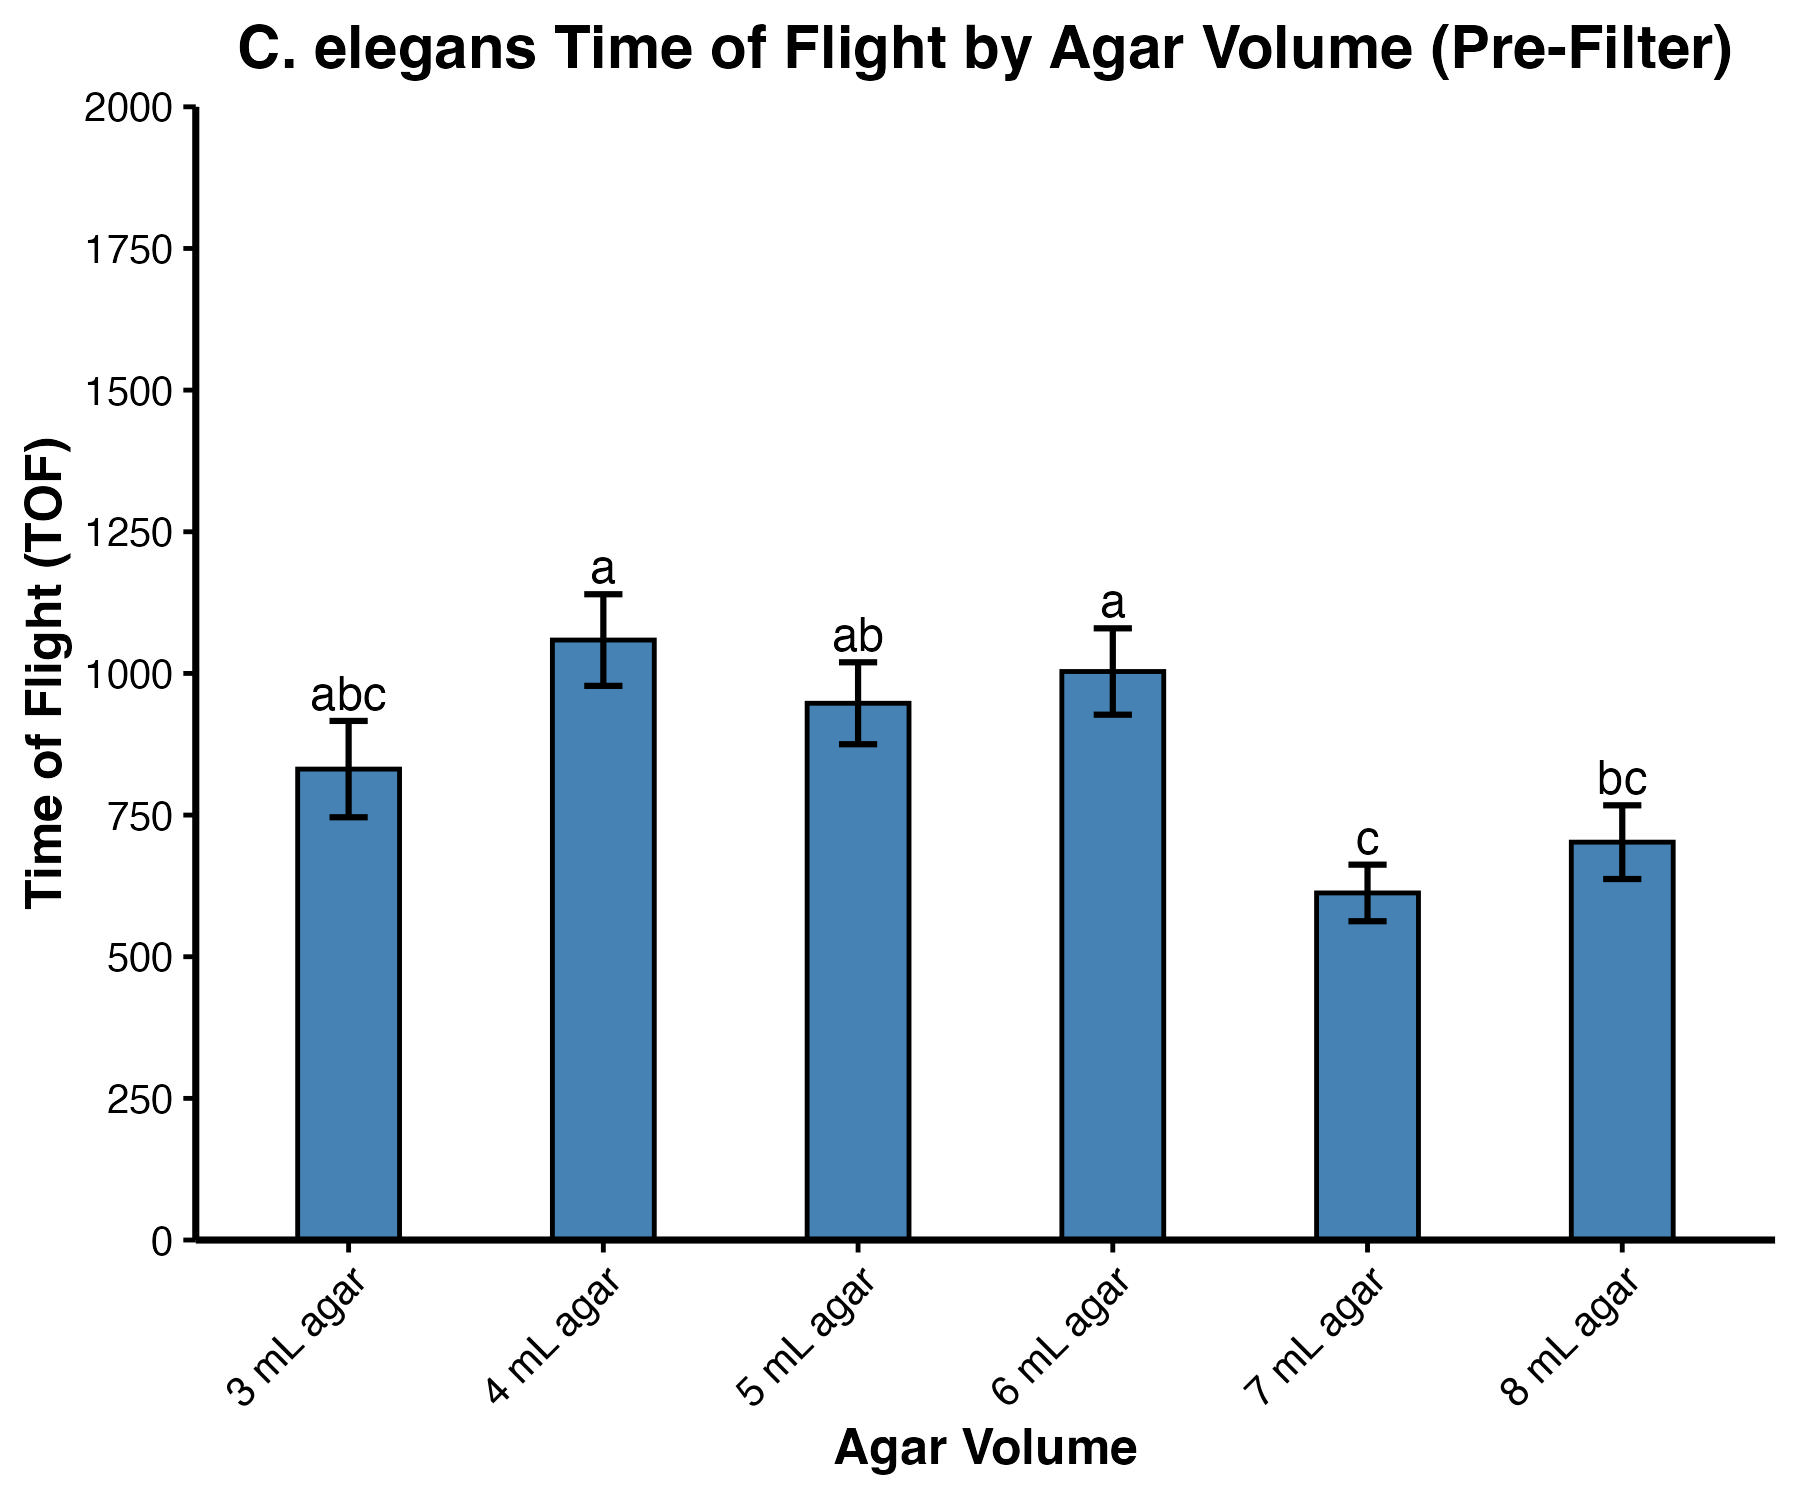 C. elegans Time of Flight by Agar Volume (Pre-Filter)
Time of Flight (TOF)
2000
1750
1500
1250
1000
750
500
250
0
abc
a
ab
a
c
bc
3 mL agar
4 mL agar
5 mL agar
6 mL agar
7 mL agar
8 mL agar
Agar Volume